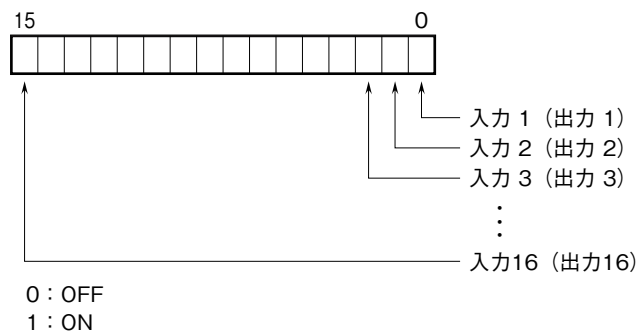 15 0
入力 1（出力 1）
入力 2（出力 2）
入力 3（出力 3）
⋮
入力16（出力16）
0：OFF
1：ON